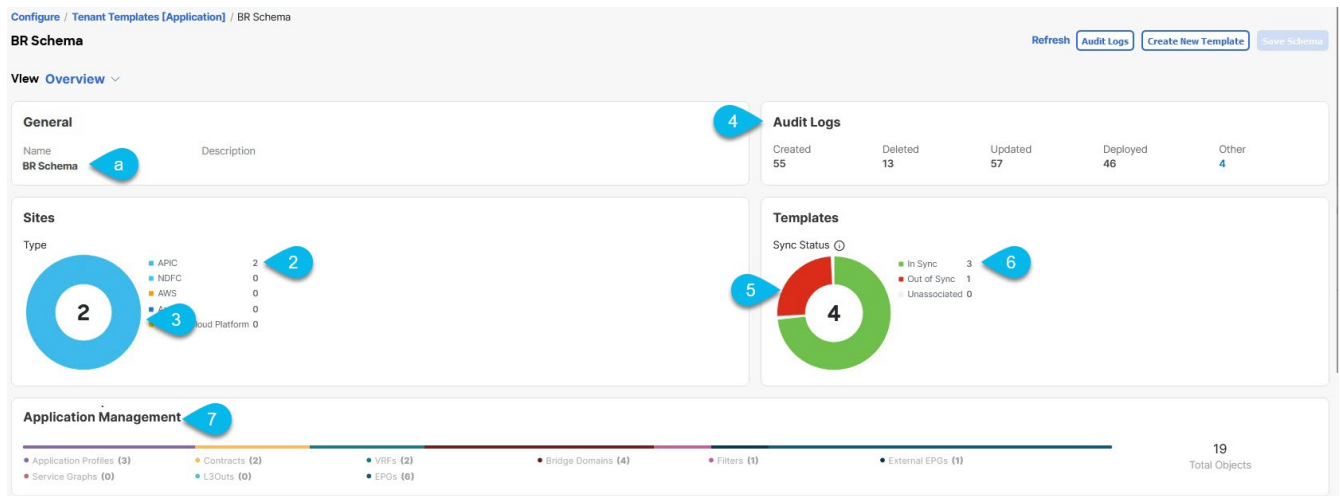 Configure / Tenant Templates [Application] / BR Schema
BR Schema
Refresh Audit Logs Create New Template Save Schema
View Overview
General
Name Description
BR Schema a
4 Audit Logs
Created Deleted Updated Deployed Other
55 13 57 46 4
Sites
Type
2
APIC 2 2
NDFC 0
AWS 0
0
3 oud Platform 0
Templates
Sync Status
4
5
In Sync 3 6
Out of Sync 1
Unassociated 0
Application Management 7
Application Profiles (3) Contracts (2) VRFs (2) Bridge Domains (4) Filters (1) External EPGs (1)
Service Graphs (0) L3Outs (0) EPGs (6)
19
Total Objects